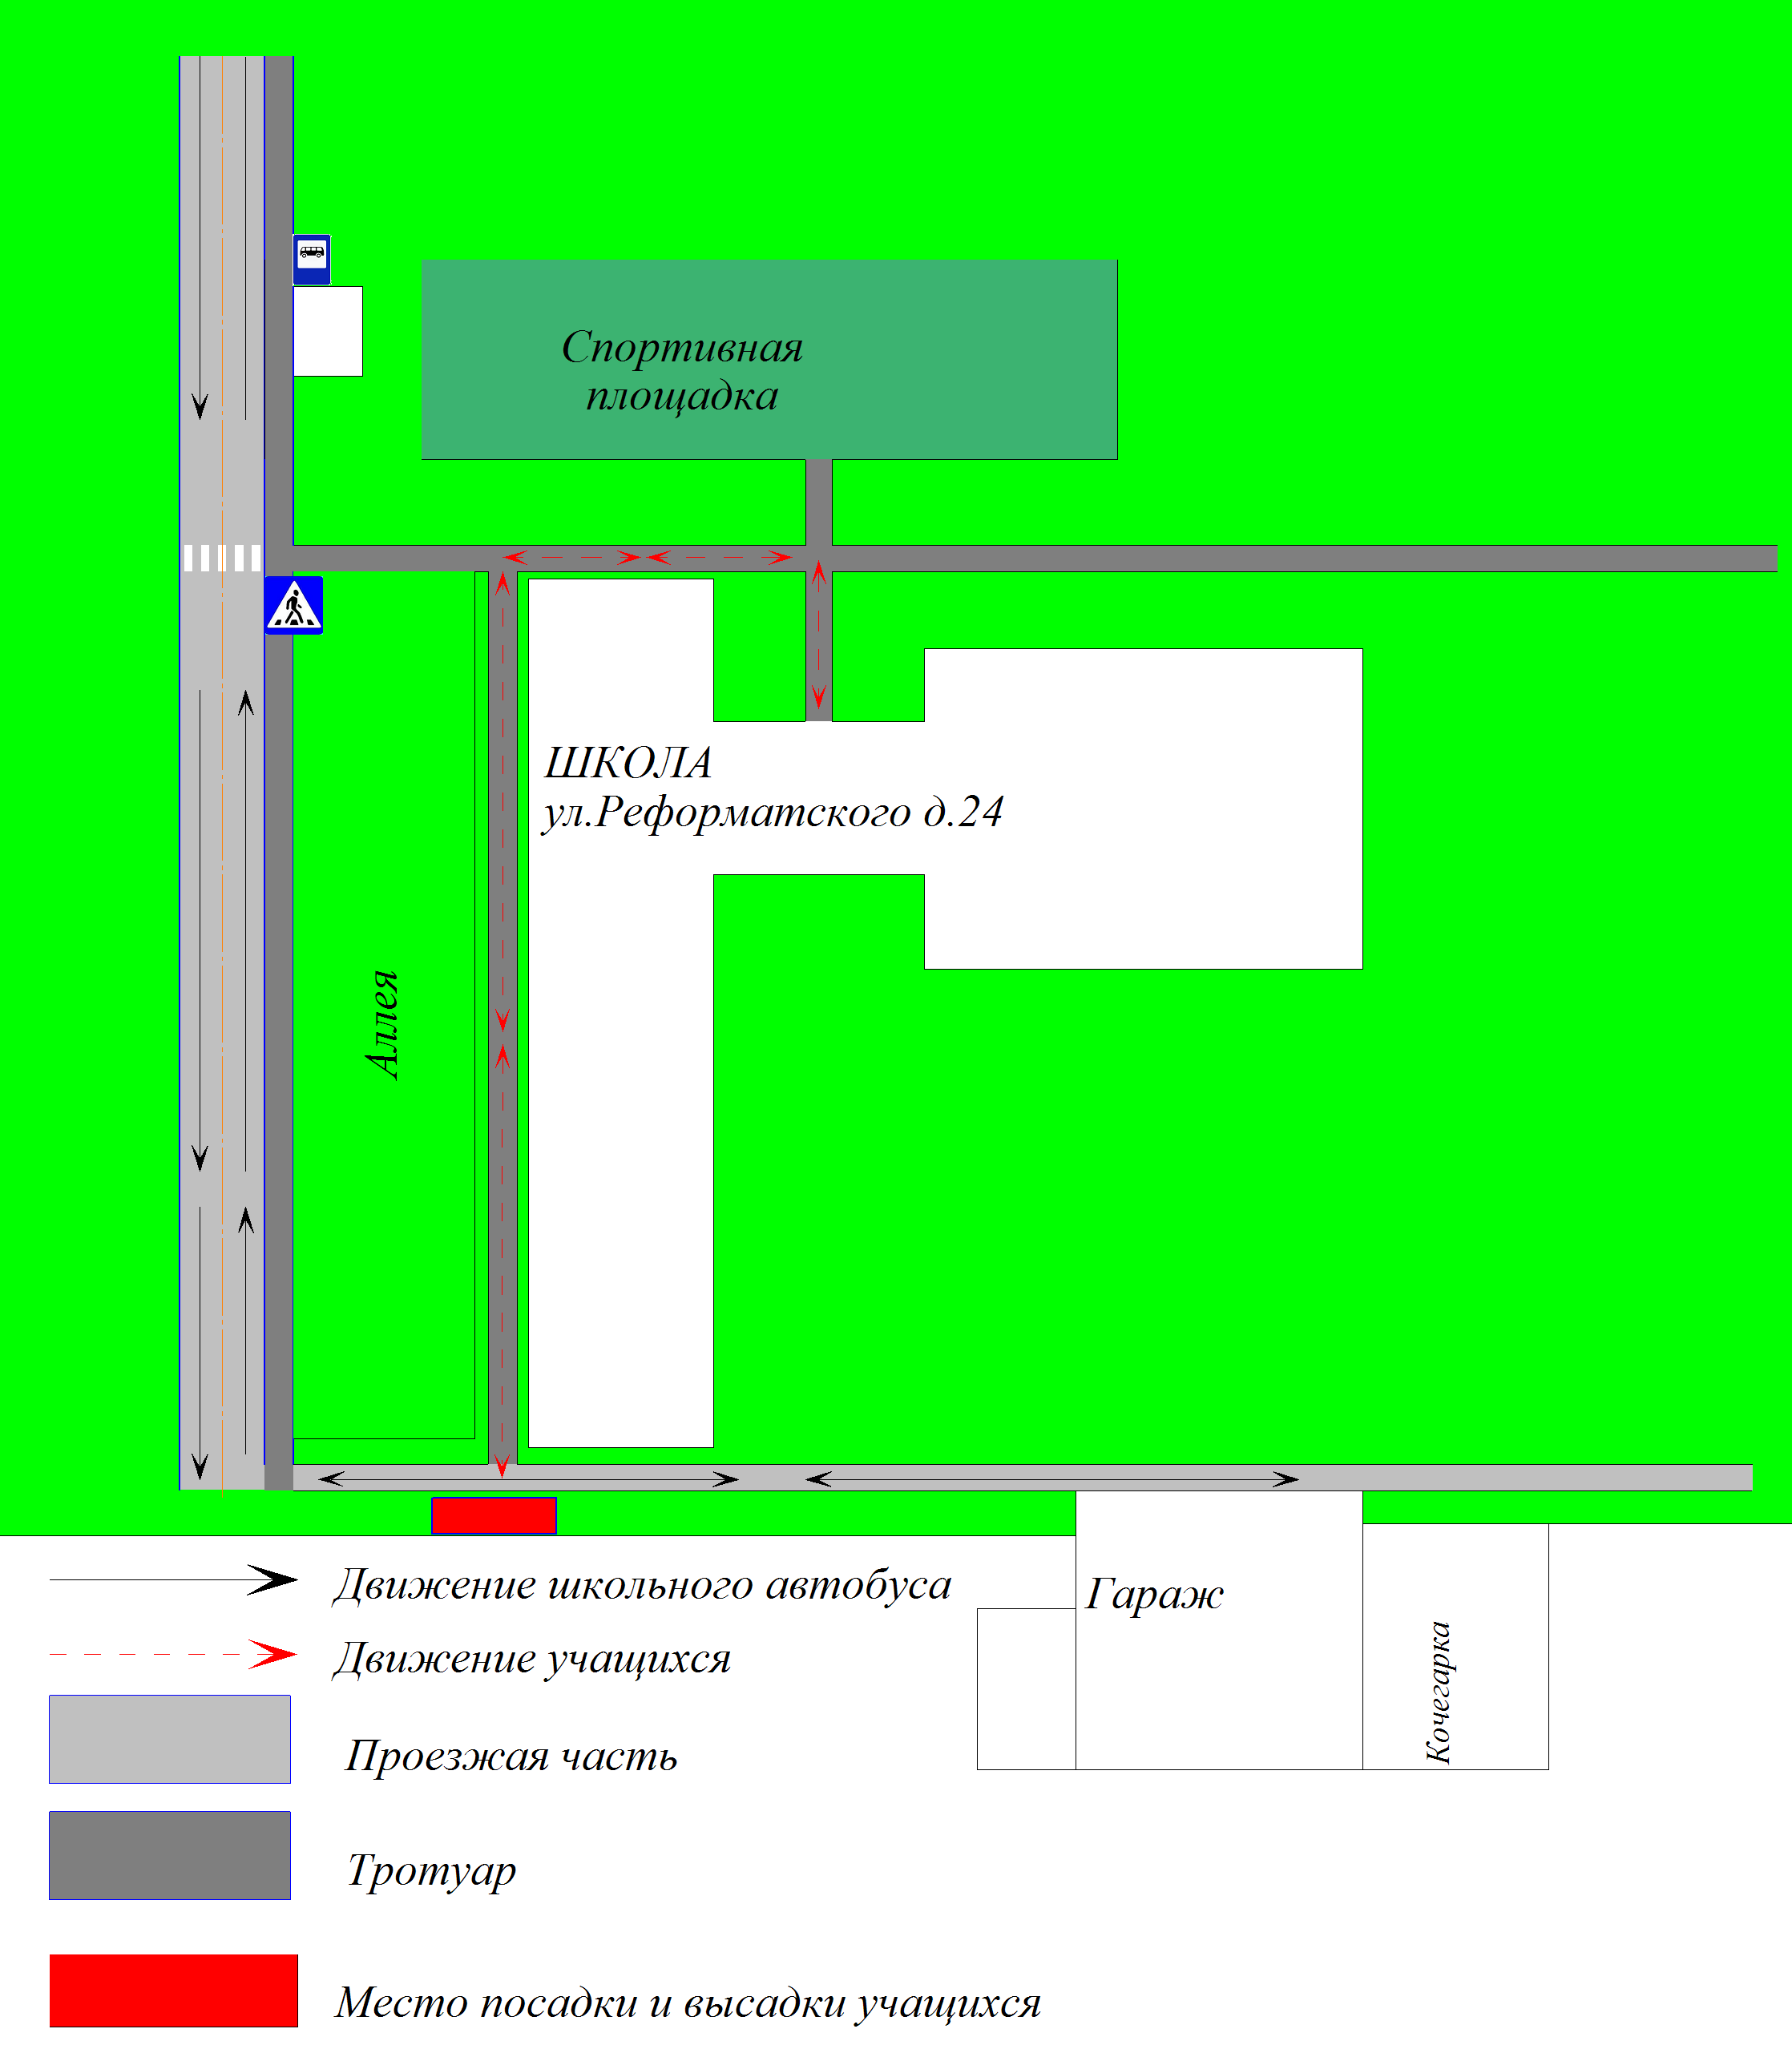 Спортивная
площадка
ШКОЛА
ул.Реформатского д.24
Аллея
Движение школьного автобуса
Гараж
Движение учащихся
Кочегарка
Проезжая часть
Тротуар
Место посадки и высадки учащихся